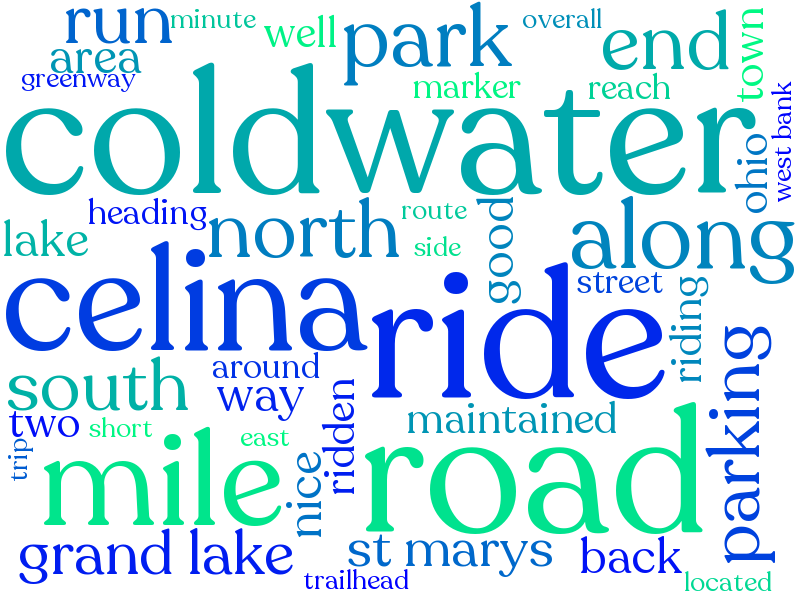 run
minute
well
park
overall
end
town
area
greenway
marker
reach
coldwater
west bank
ohio
heading
north
route
side
good
along
lake
street
celina
ride
riding
south
around
way
two
short
east
trip
ridden
nice
maintained
parking
mile
road
grand lake
st marys
back
trailhead
located